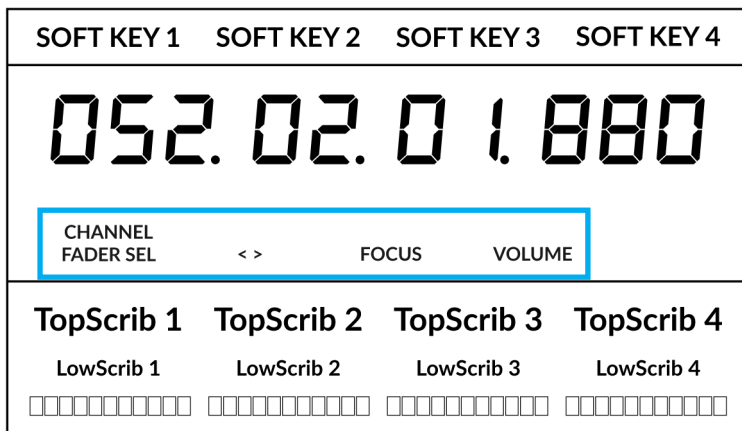 SOFT KEY 1 SOFT KEY 2 SOFT KEY 3 SOFT KEY 4
052. 02. 01. 880
CHANNEL
FADER SEL < > FOCUS VOLUME
TopScrib 1 TopScrib 2 TopScrib 3 TopScrib 4
LowScrib 1 LowScrib 2 LowScrib 3 LowScrib 4